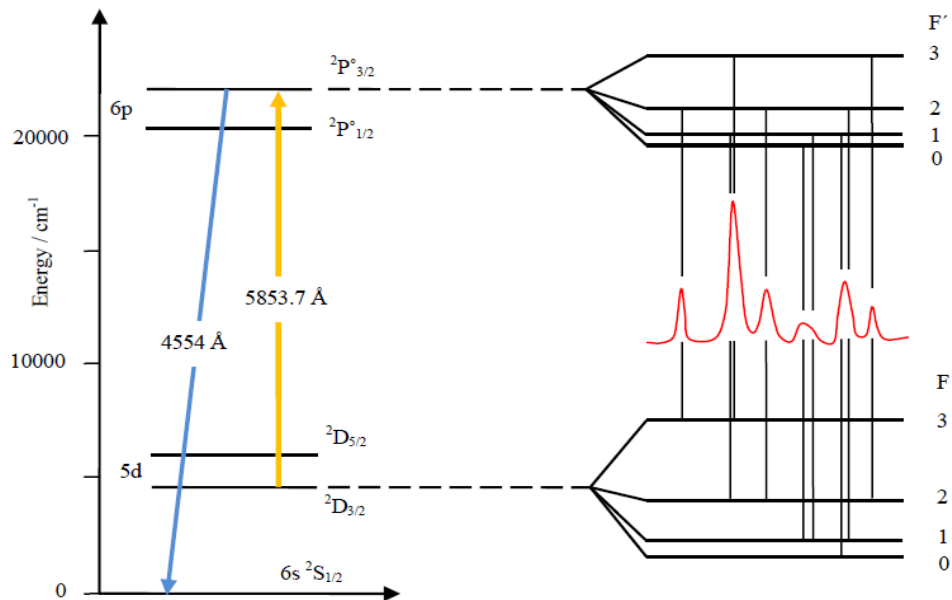 F´
3
²P°₃/₂
2
6p
1
²P°₁/₂
20000
0
Energy / cm⁻¹
5853.7 Å
4554 Å
10000
F
3
²D₅/₂
5d
2
²D₃/₂
1
0
6s ²S₁/₂
0